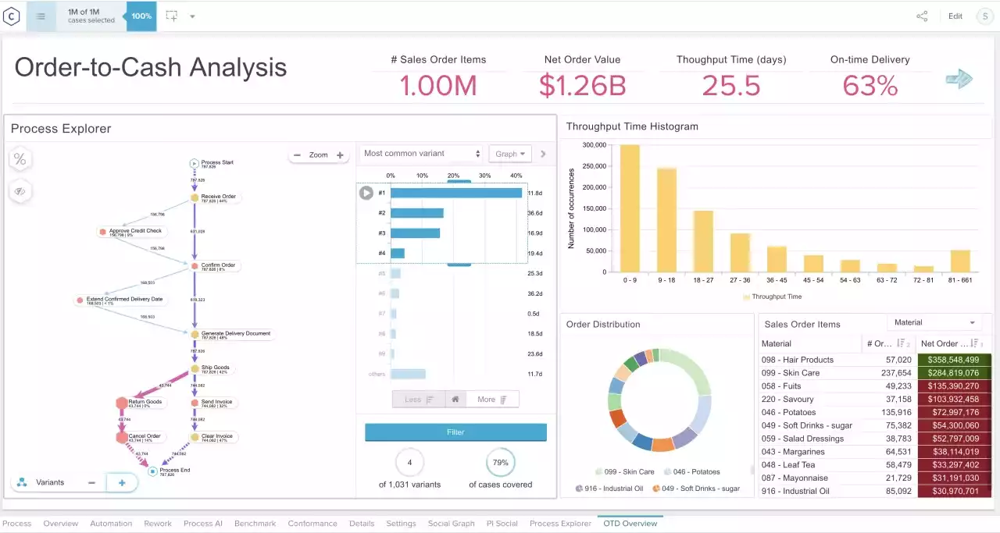 C
1M of 1M
cases selected
100%
Edit
S
Order-to-Cash Analysis
# Sales Order Items
1.00M
Net Order Value
$1.26B
Thoughput Time (days)
25.5
On-time Delivery
63%
Process Explorer
%
Zoom
Process Start
787,826
787,826
Receive Order
787,826 | 44%
156,798
Approve Credit Check
156,798 | 9%
631,028
156,798
Confirm Order
787,826 | 8%
168,503
Extend Confirmed Delivery Date
168,503 | < 1%
619,323
168,503
Generate Delivery Document
787,826 | 48%
787,826
Ship Goods
787,826 | 42%
43,744
744,082
Return Goods
43,744 | 0%
Send Invoice
744,082 | 32%
43,744
744,082
Cancel Order
43,744 | 14%
Clear Invoice
744,082 | 47%
43,744
744,082
Process End
787,826
Variants
Most common variant
Graph
0% 10% 20% 30% 40%
#1 11.8d
#2 36.6d
#3 16.9d
#4 19.4d
#5 25.3d
#6 36.2d
#7 0.5d
#8 18.5d
#9 23.6d
others 11.7d
Less
More
Filter
4
of 1,031 variants
79%
of cases covered
Throughput Time Histogram
Number of occurrences
300,000
250,000
200,000
150,000
100,000
50,000
0
0 - 9 9 - 18 18 - 27 27 - 36 36 - 45 45 - 54 54 - 63 63 - 72 72 - 81 81 - 661
Throughput Time
Order Distribution
099 - Skin Care 046 - Potatoes
916 - Industrial Oil 049 - Soft Drinks - sugar
Sales Order Items
Material
Material # Or... 2 Net Order ... 1
098 - Hair Products 57,020 $358,548,499
099 - Skin Care 237,654 $284,819,076
058 - Fuits 49,233 $135,390,270
220 - Savoury 37,158 $103,932,458
046 - Potatoes 135,916 $72,997,176
049 - Soft Drinks - sugar 75,382 $54,300,060
059 - Salad Dressings 38,783 $52,797,009
043 - Margarines 64,531 $38,114,019
048 - Leaf Tea 58,479 $33,297,402
087 - Mayonnaise 21,729 $31,191,030
916 - Industrial Oil 85,092 $30,970,701
Process Overview Automation Rework Process AI Benchmark Conformance Details Settings Social Graph PI Social Process Explorer OTD Overview